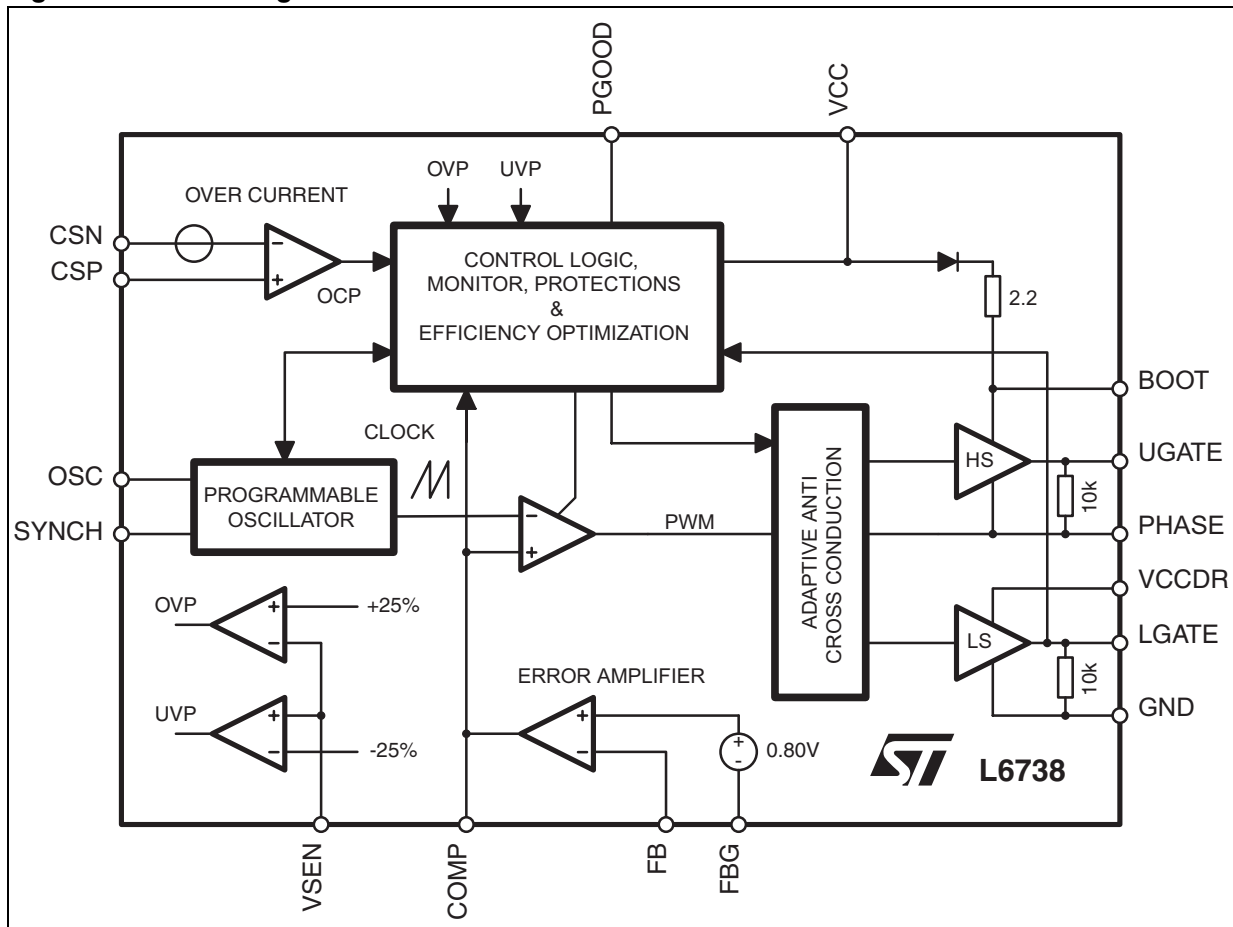 PGOOD
VCC
OVP
UVP
OVER CURRENT
CSN
CSP
OCP
CONTROL LOGIC,
MONITOR, PROTECTIONS
&
EFFICIENCY OPTIMIZATION
2.2
BOOT
CLOCK
OSC
SYNCH
PROGRAMMABLE
OSCILLATOR
PWM
ADAPTIVE ANTI
CROSS CONDUCTION
HS
UGATE
10k
PHASE
VCCDR
LS
LGATE
10k
GND
OVP
+25%
UVP
-25%
ERROR AMPLIFIER
0.80V
ST L6738
VSEN
COMP
FB
FBG